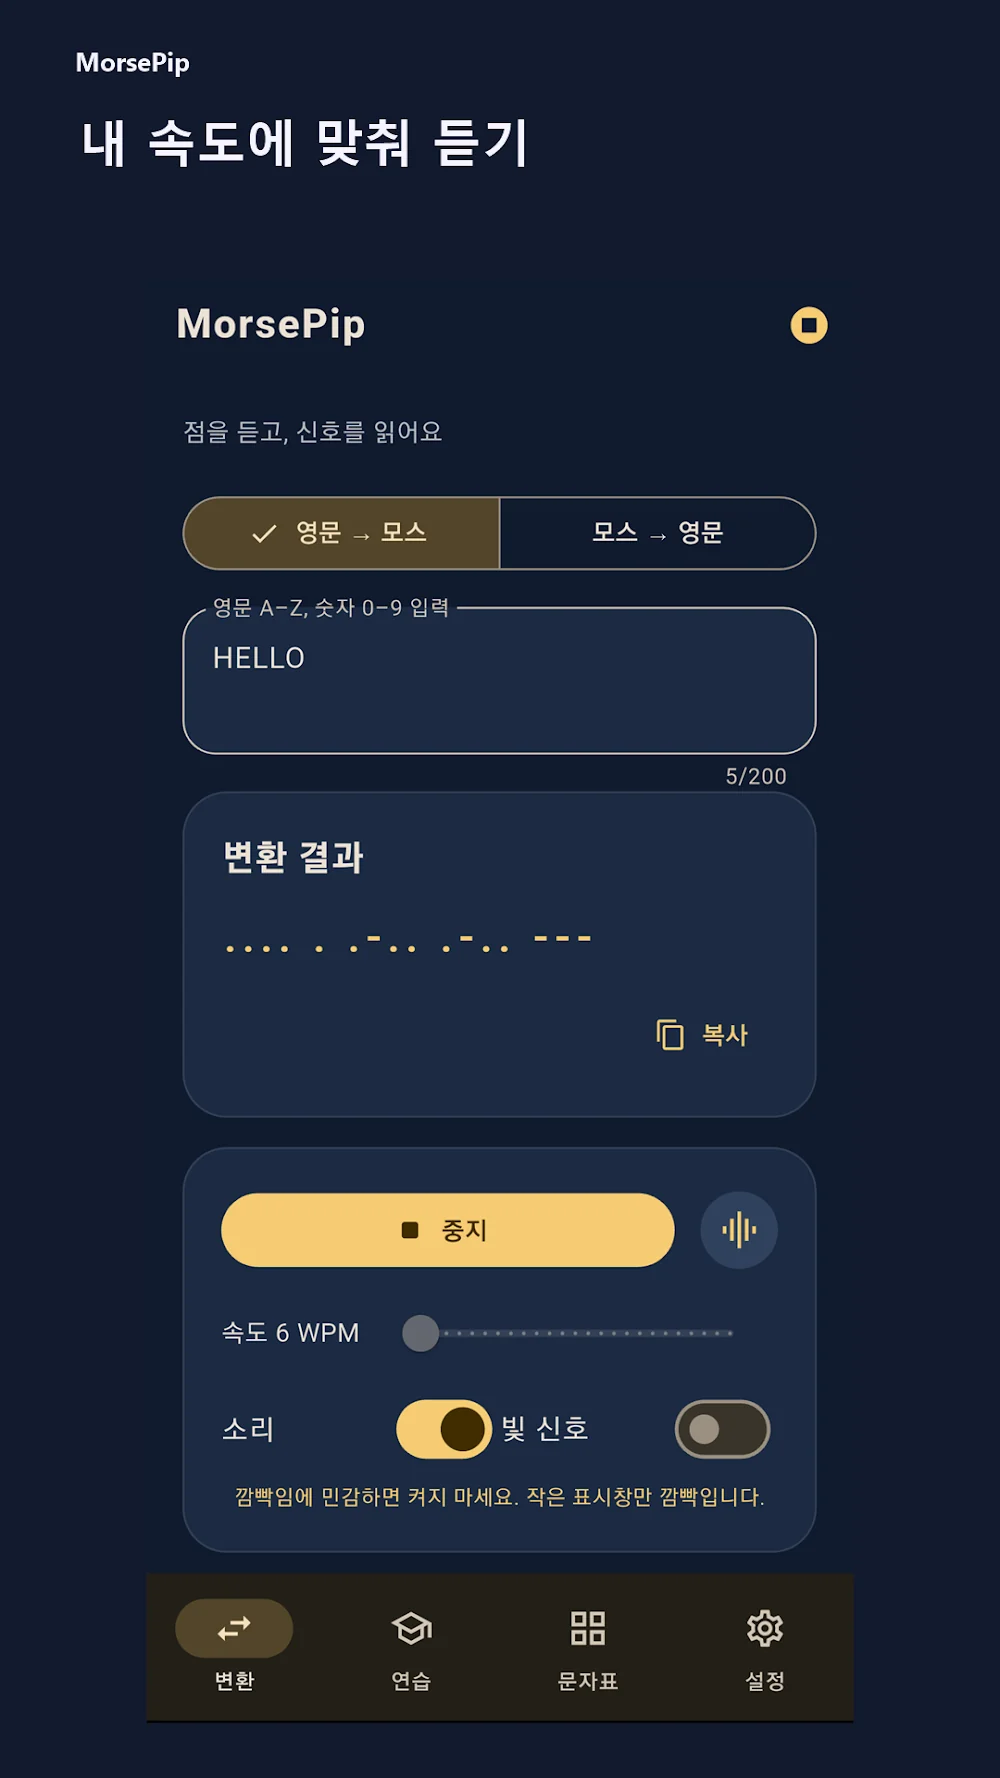 MorsePip
내 속도에 맞춰 듣기
MorsePip
점을 듣고, 신호를 읽어요
영문 → 모스
모스 → 영문
영문 A–Z, 숫자 0–9 입력
HELLO
5/200
변환 결과
.... . .-.. .-.. ---
복사
중지
속도 6 WPM
소리
빛 신호
깜빡임에 민감하면 켜지 마세요. 작은 표시창만 깜빡입니다.
변환
연습
문자표
설정